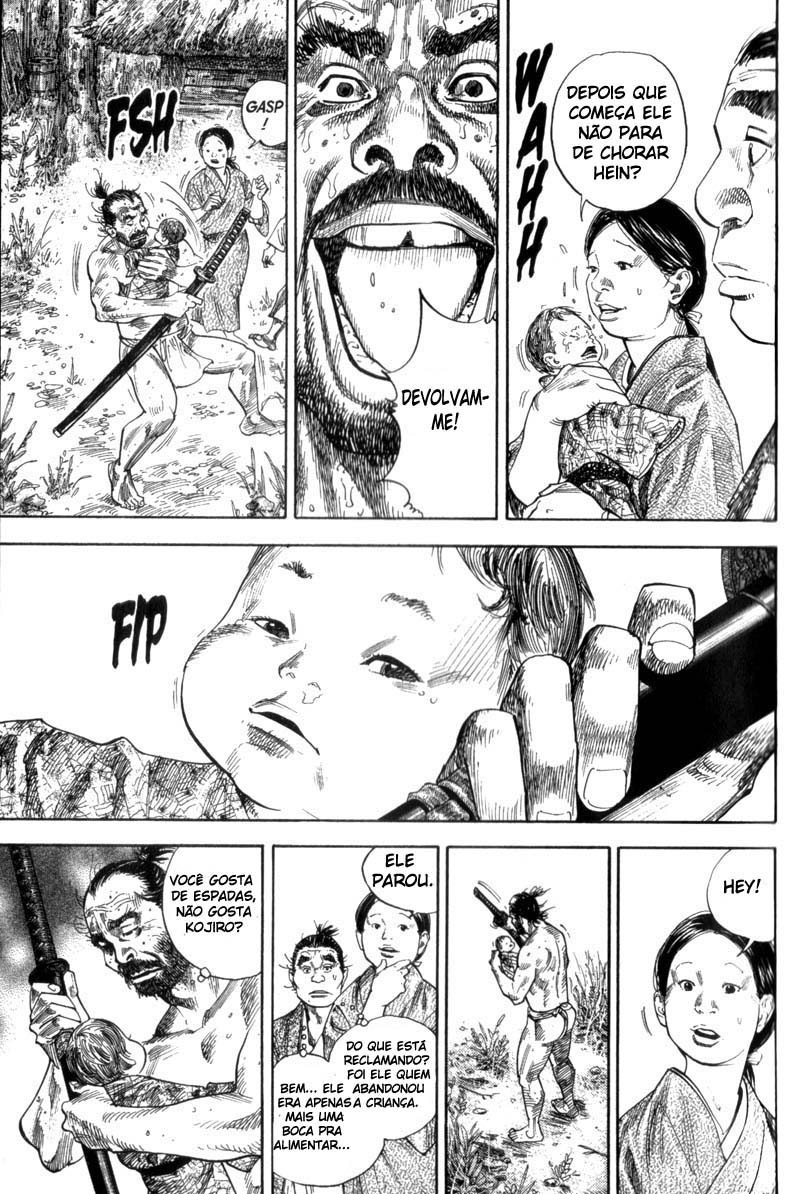 DEPOIS QUE
COMEÇA ELE
NÃO PARA
DE CHORAR
HEIN?
WAHH
DEVOLVAM-
ME!
GASP
!
FSH
FIP
HEY!
ELE
PAROU.
DO QUE ESTÁ
RECLAMANDO?
FOI ELE QUEM
ABANDONOU
A CRIANÇA.
BEM... ELE
ERA APENAS
MAIS UMA
BOCA PRA
ALIMENTAR...
VOCÊ GOSTA
DE ESPADAS,
NÃO GOSTA
KOJIRO?